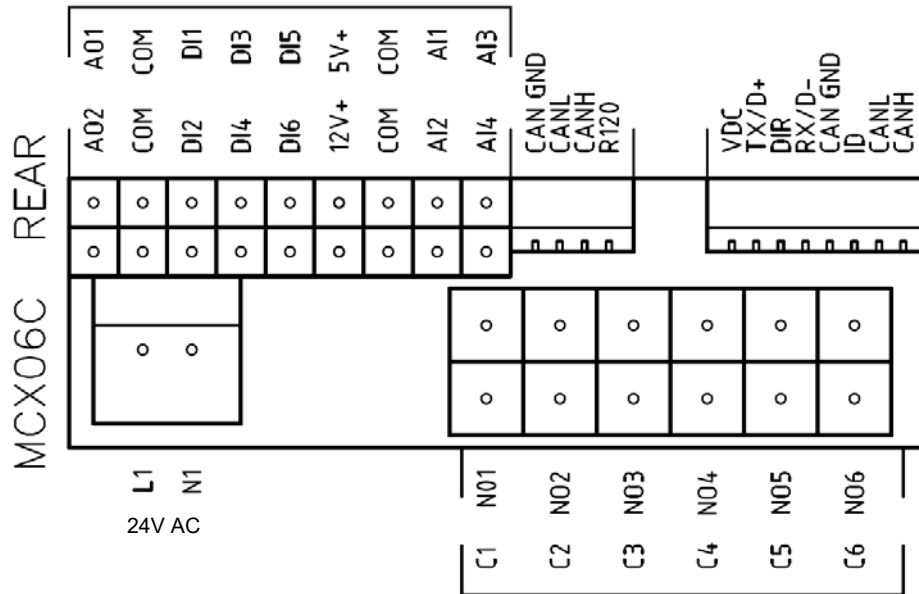 AO1 COM DI1 DI3 DI5 5V+ COM AI1 AI3
AO2 COM DI2 DI4 DI6 12V+ COM AI2 AI4
CAN GND
CANL
CANH
R120
VDC
TX/D+
DIR
RX/D-
CAN GND
ID
CANL
CANH
MCX06C REAR
L1 N1
24V AC
NO1 NO2 NO3 NO4 NO5 NO6
C1 C2 C3 C4 C5 C6